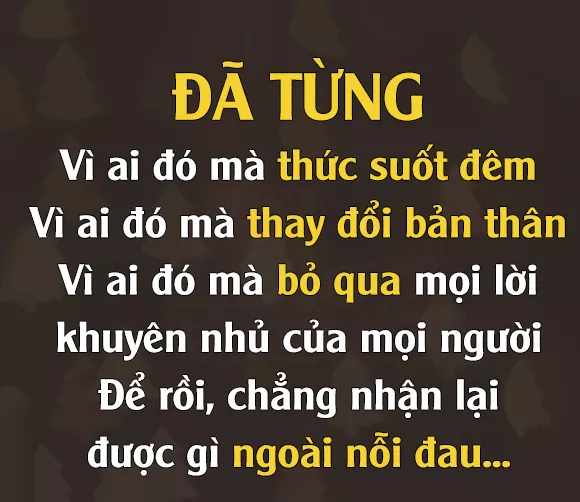 ĐÃ TỪNG
Vì ai đó mà thức suốt đêm
Vì ai đó mà thay đổi bản thân
Vì ai đó mà bỏ qua mọi lời
khuyên nhủ của mọi người
Để rồi, chẳng nhận lại
được gì ngoài nỗi đau...